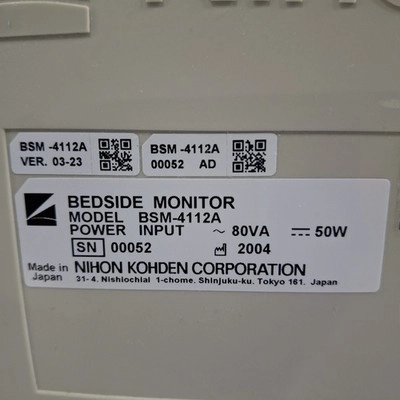 BSM -4112A
VER. 03-23
BSM -4112A
00052 AD
BEDSIDE MONITOR
MODEL BSM-4112A
POWER INPUT ~ 80VA ⎓ 50W
SN 00052 2004
Made in Japan NIHON KOHDEN CORPORATION
31-4, Nishiochiai 1-chome, Shinjuku-ku, Tokyo 161, Japan